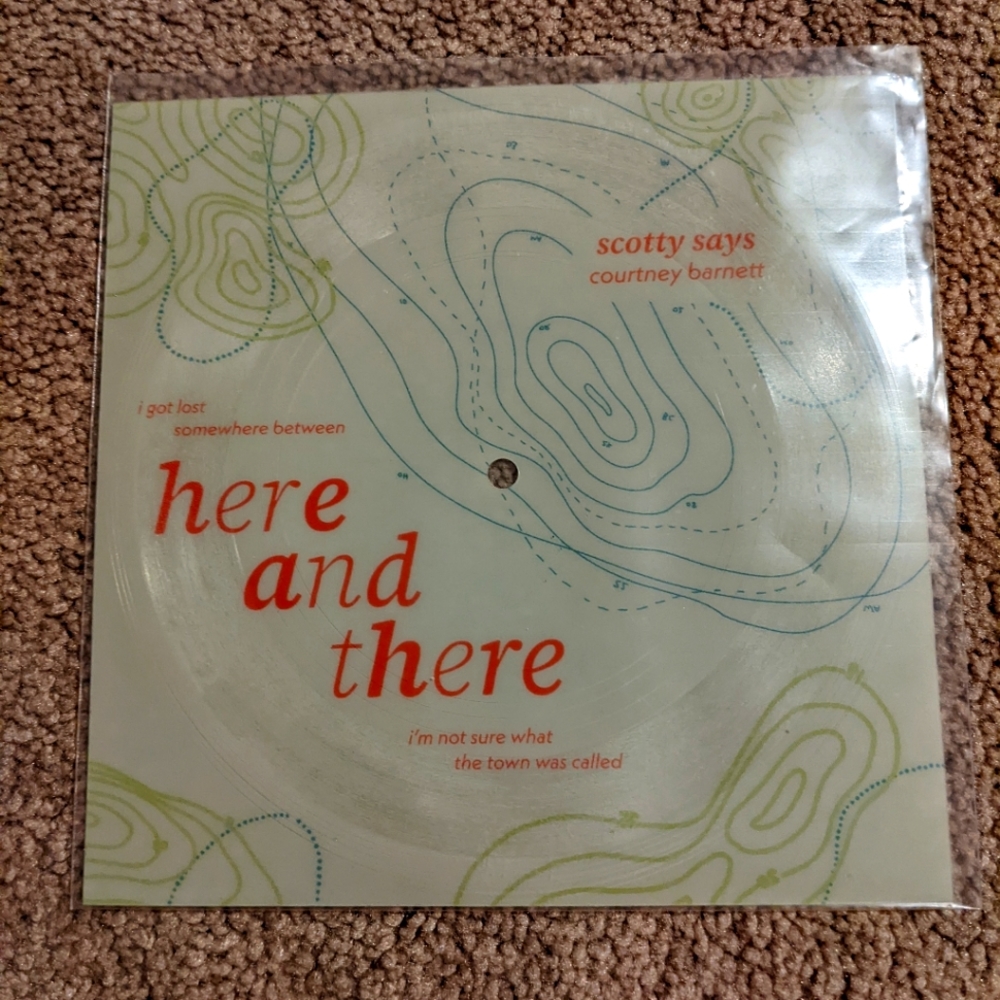 scotty says
courtney barnett
i got lost
somewhere between
here
and
there
i'm not sure what
the town was called